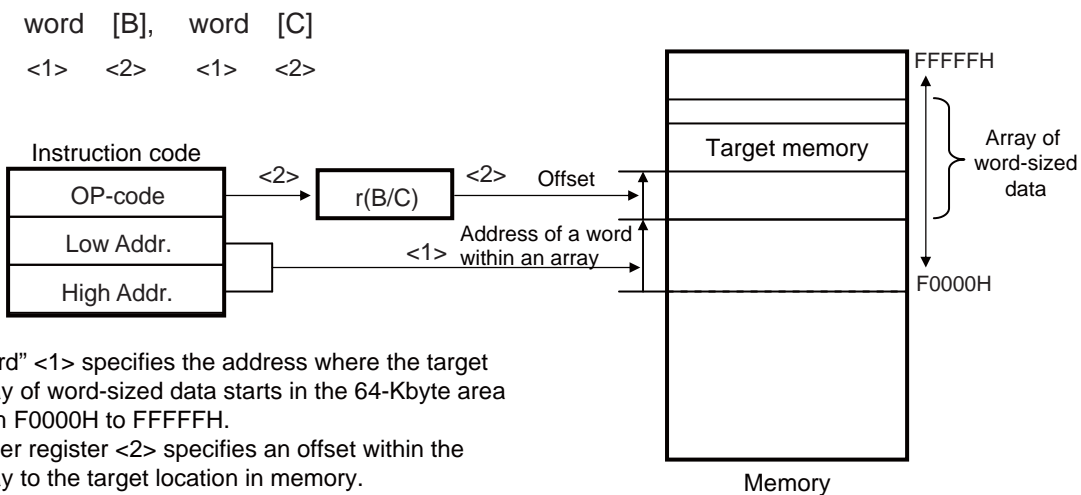 word [B], word [C]
<1> <2> <1> <2>
FFFFFH
Array of
word-sized
data
Target memory
Instruction code
OP-code
<2>
r(B/C)
<2>
Offset
Low Addr.
<1>
Address of a word
within an array
High Addr.
F0000H
rd” <1> specifies the address where the target
y of word-sized data starts in the 64-Kbyte area
F0000H to FFFFFH.
er register <2> specifies an offset within the
y to the target location in memory.
Memory